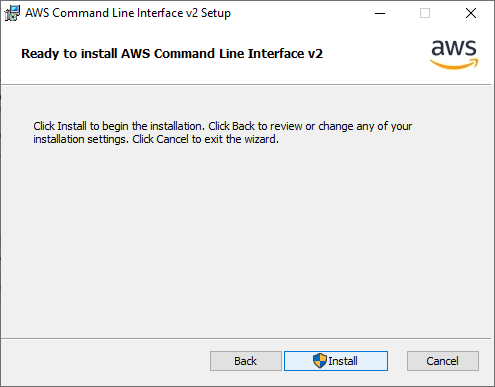 AWS Command Line Interface v2 Setup
Ready to install AWS Command Line Interface v2
aws
Click Install to begin the installation. Click Back to review or change any of your
installation settings. Click Cancel to exit the wizard.
Back
Install
Cancel